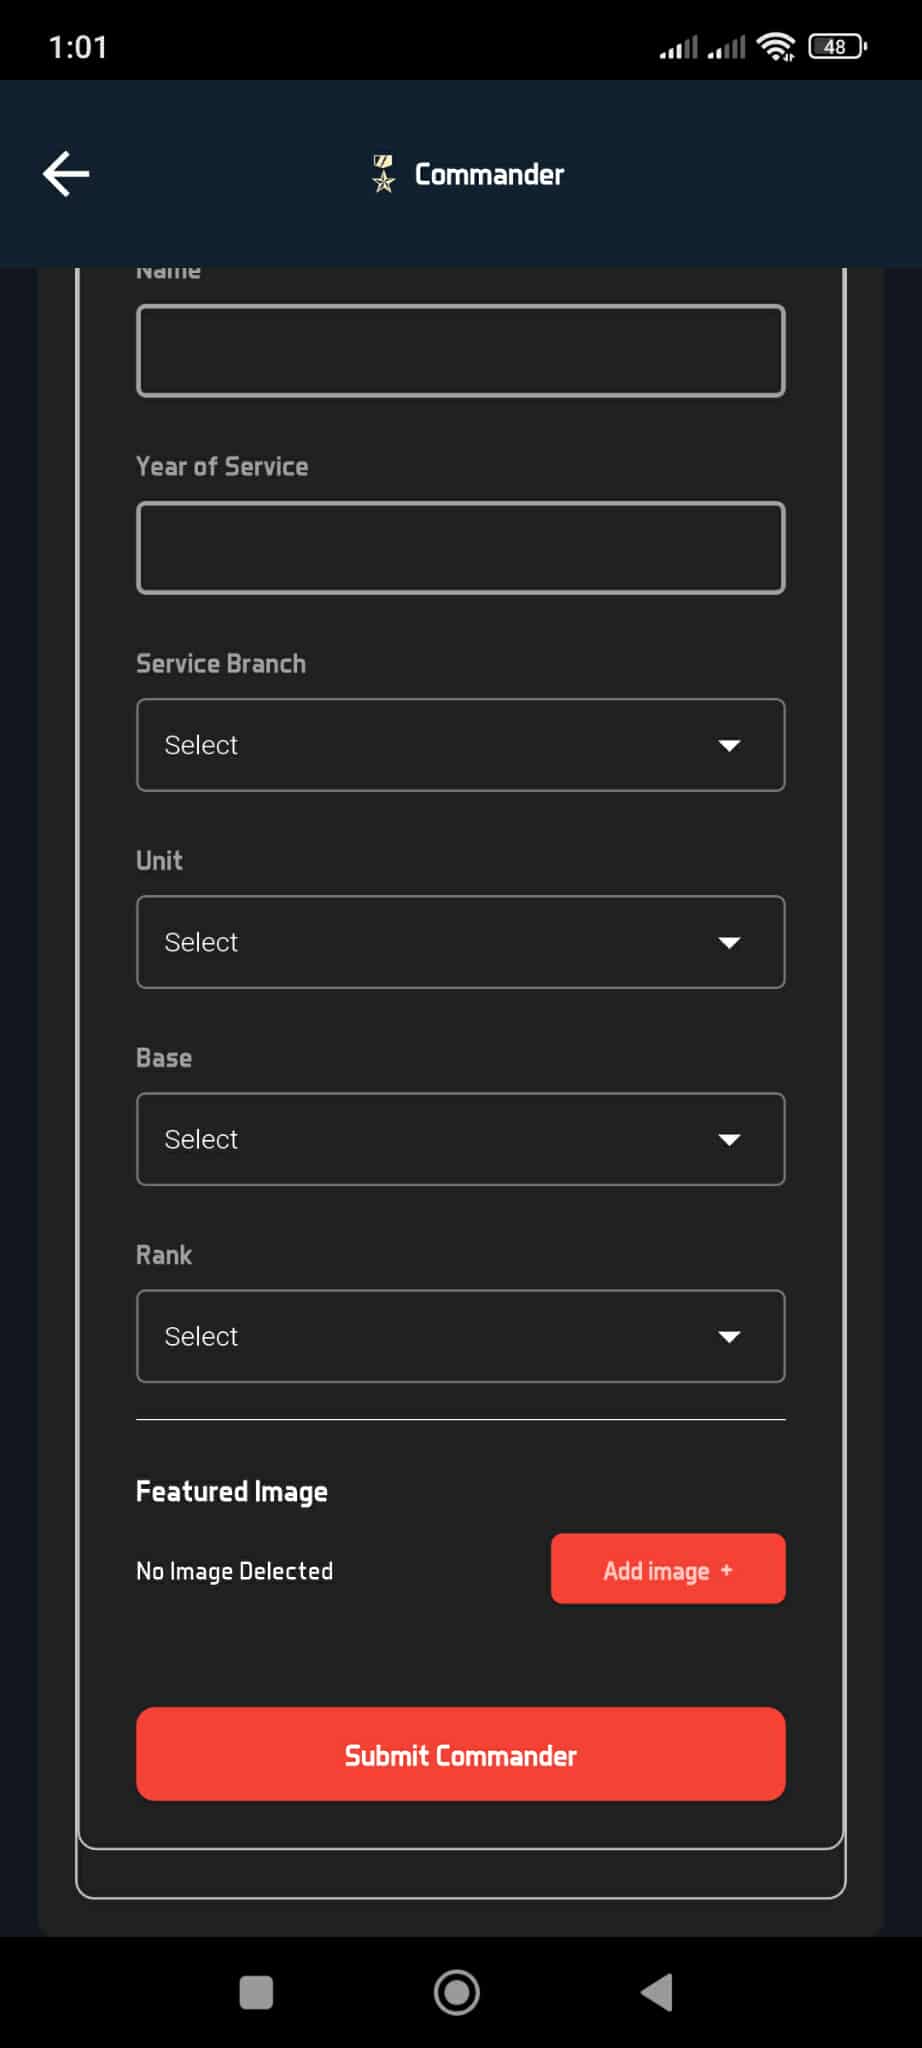 1:01
48
Commander
Name
Year of Service
Service Branch
Select
Unit
Select
Base
Select
Rank
Select
Featured Image
No Image Delected
Add image +
Submit Commander